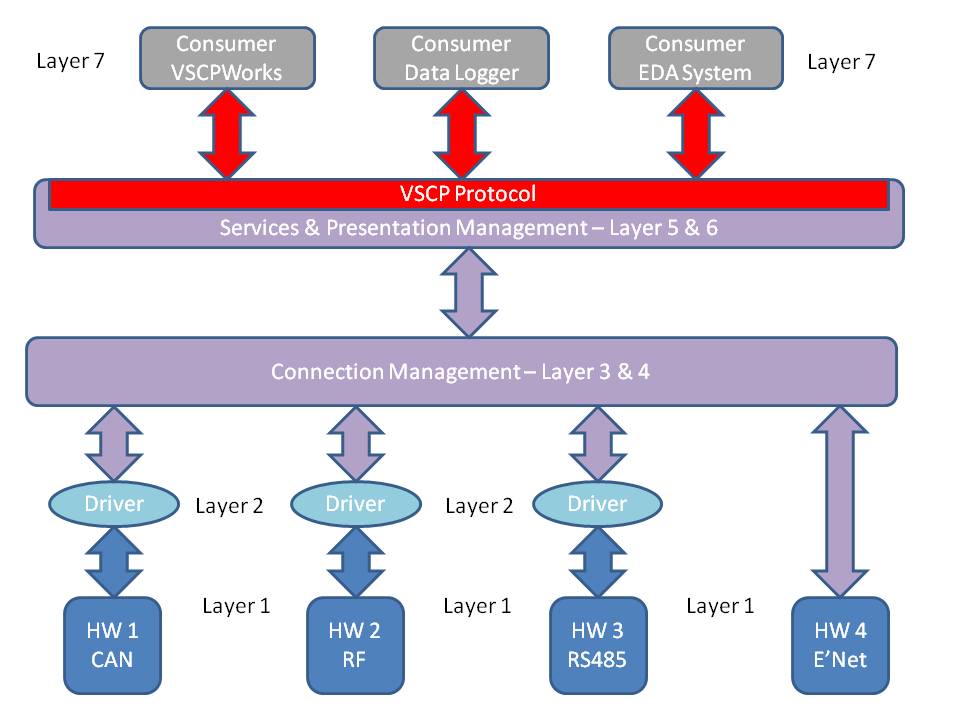 Layer 7
Consumer
VSCPWorks
Consumer
Data Logger
Consumer
EDA System
Layer 7
VSCP Protocol
Services & Presentation Management – Layer 5 & 6
Connection Management – Layer 3 & 4
Driver
Layer 2
Driver
Layer 2
Driver
Layer 1
Layer 1
Layer 1
HW 1
CAN
HW 2
RF
HW 3
RS485
HW 4
E’Net